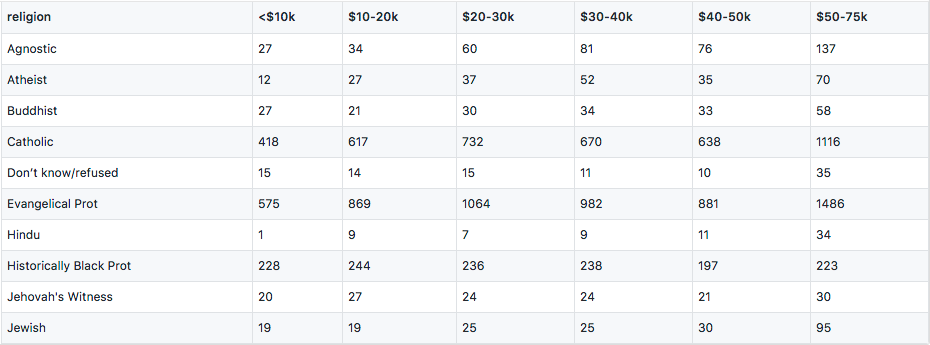 religion <$10k $10-20k $20-30k $30-40k $40-50k $50-75k
Agnostic 27 34 60 81 76 137
Atheist 12 27 37 52 35 70
Buddhist 27 21 30 34 33 58
Catholic 418 617 732 670 638 1116
Don’t know/refused 15 14 15 11 10 35
Evangelical Prot 575 869 1064 982 881 1486
Hindu 1 9 7 9 11 34
Historically Black Prot 228 244 236 238 197 223
Jehovah's Witness 20 27 24 24 21 30
Jewish 19 19 25 25 30 95